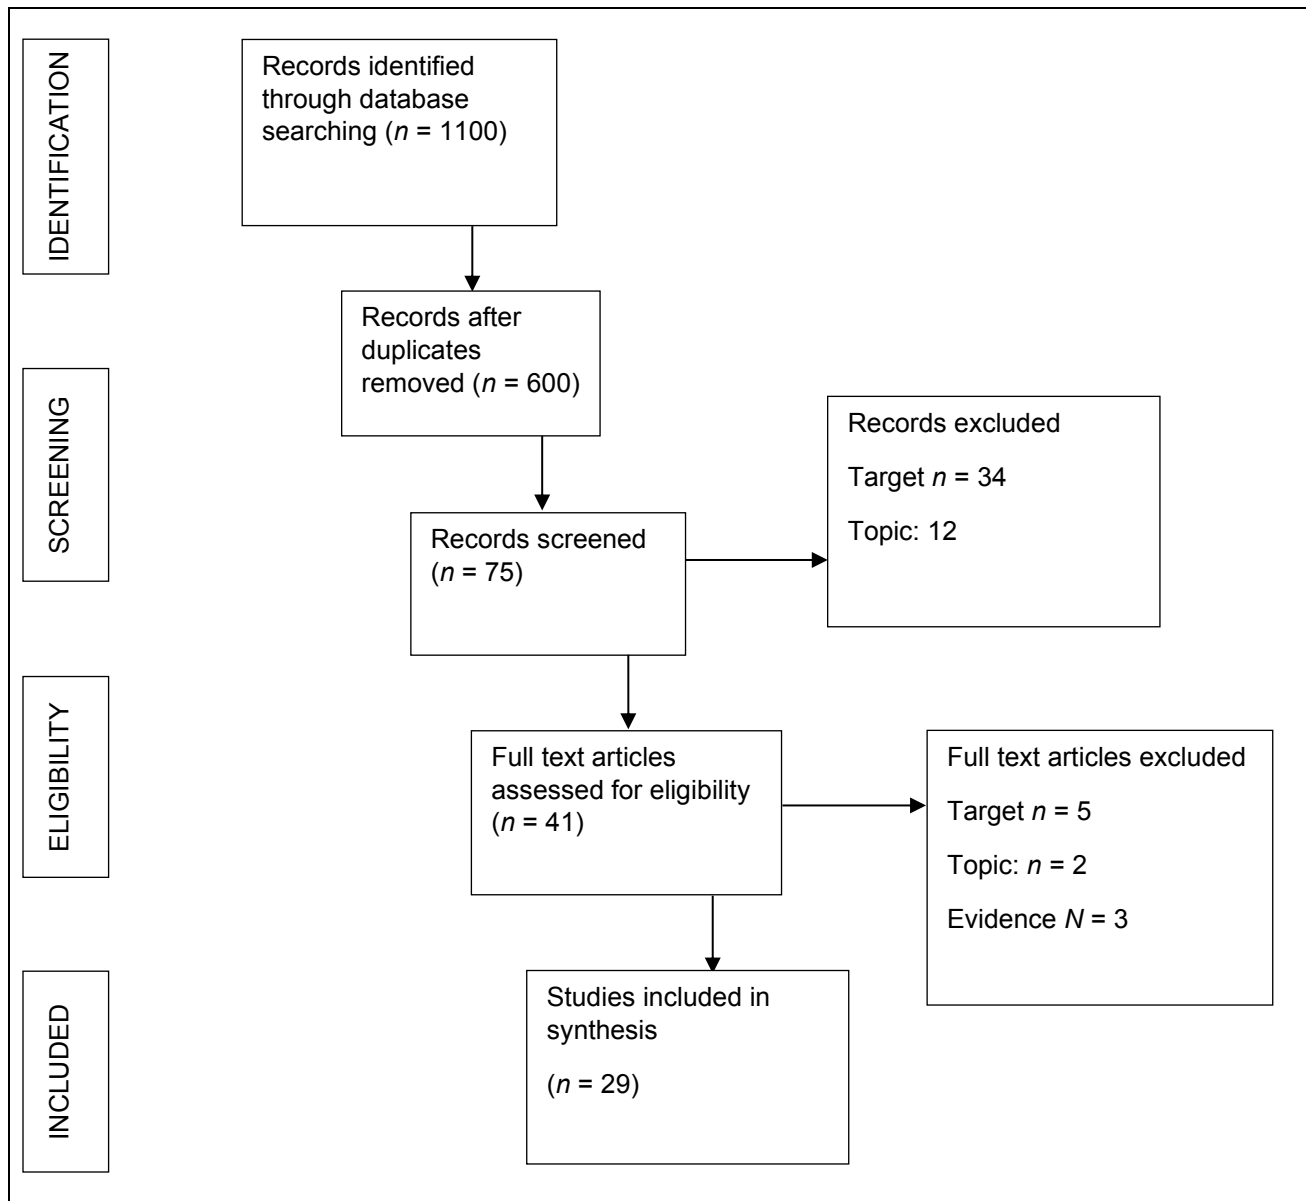 IDENTIFICATION
Records identified
through database
searching (n = 1100)
Records after
duplicates
removed (n = 600)
SCREENING
Records screened
(n = 75)
Records excluded
Target n = 34
Topic: 12
ELIGIBILITY
Full text articles
assessed for eligibility
(n = 41)
Full text articles excluded
Target n = 5
Topic: n = 2
Evidence N = 3
INCLUDED
Studies included in
synthesis
(n = 29)